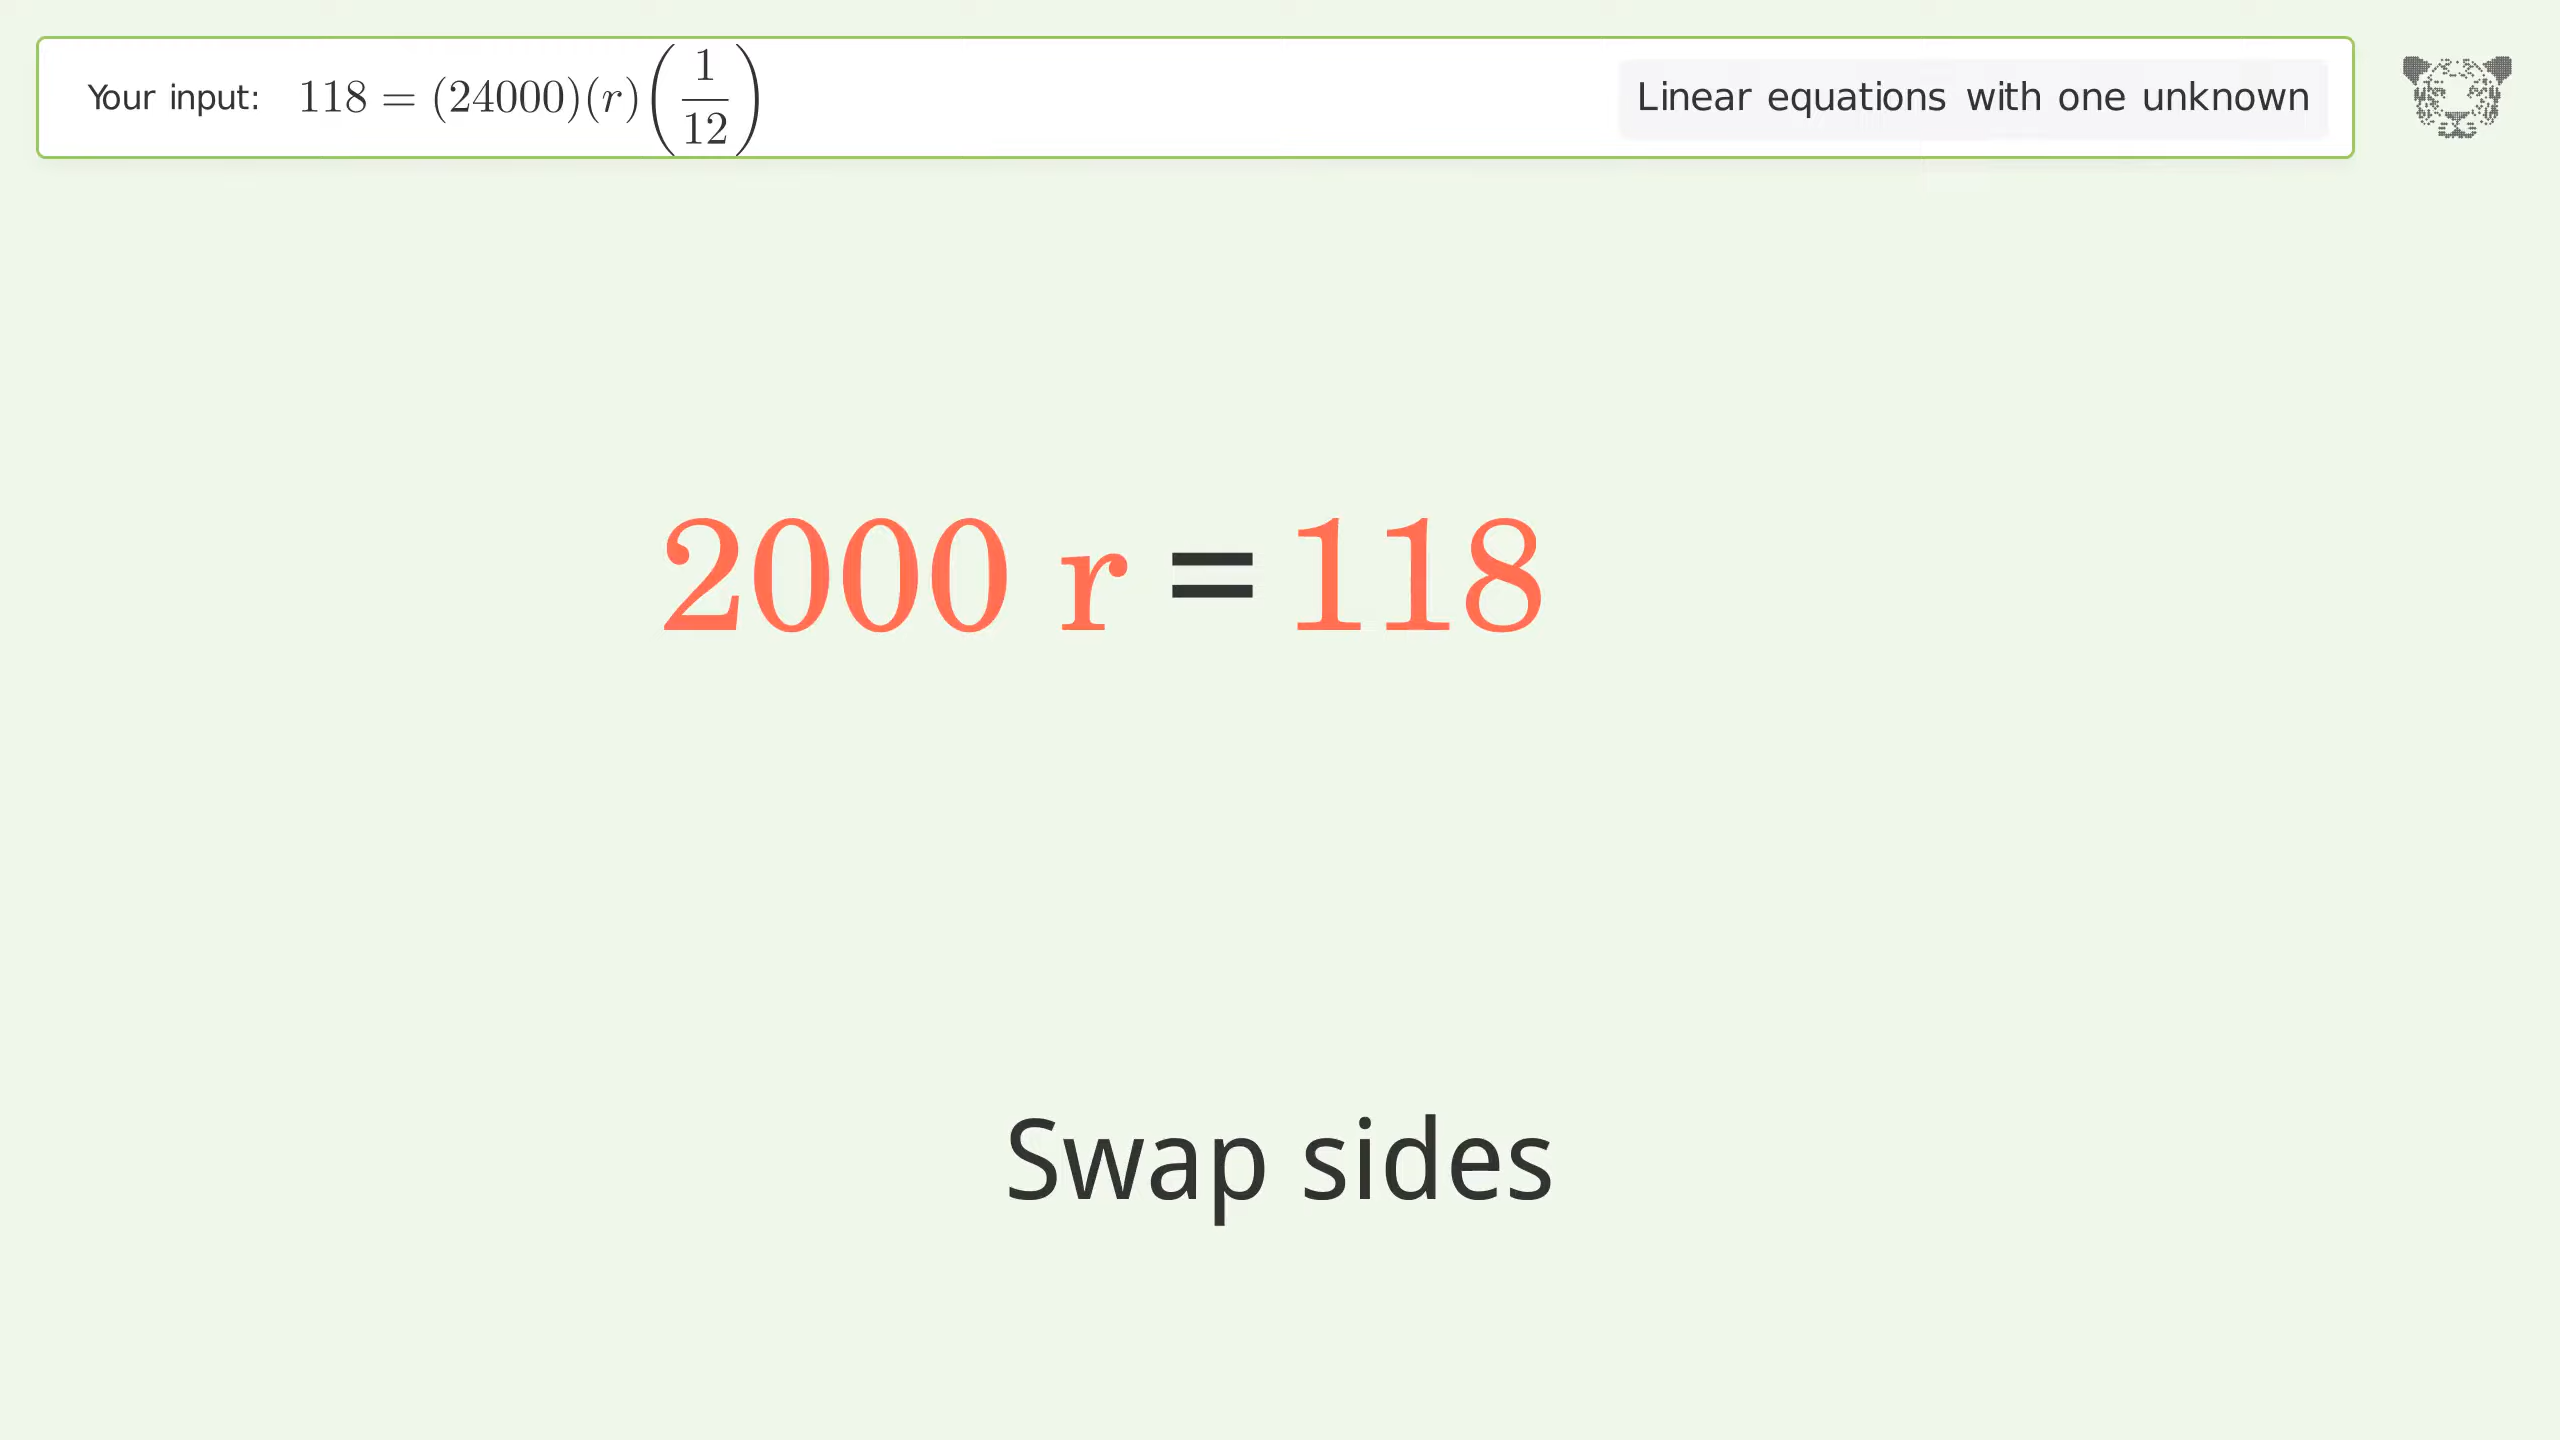 Your input: 118 = (24000)(r)(1/12) Linear equations with one unknown
2000 r = 118
Swap sides